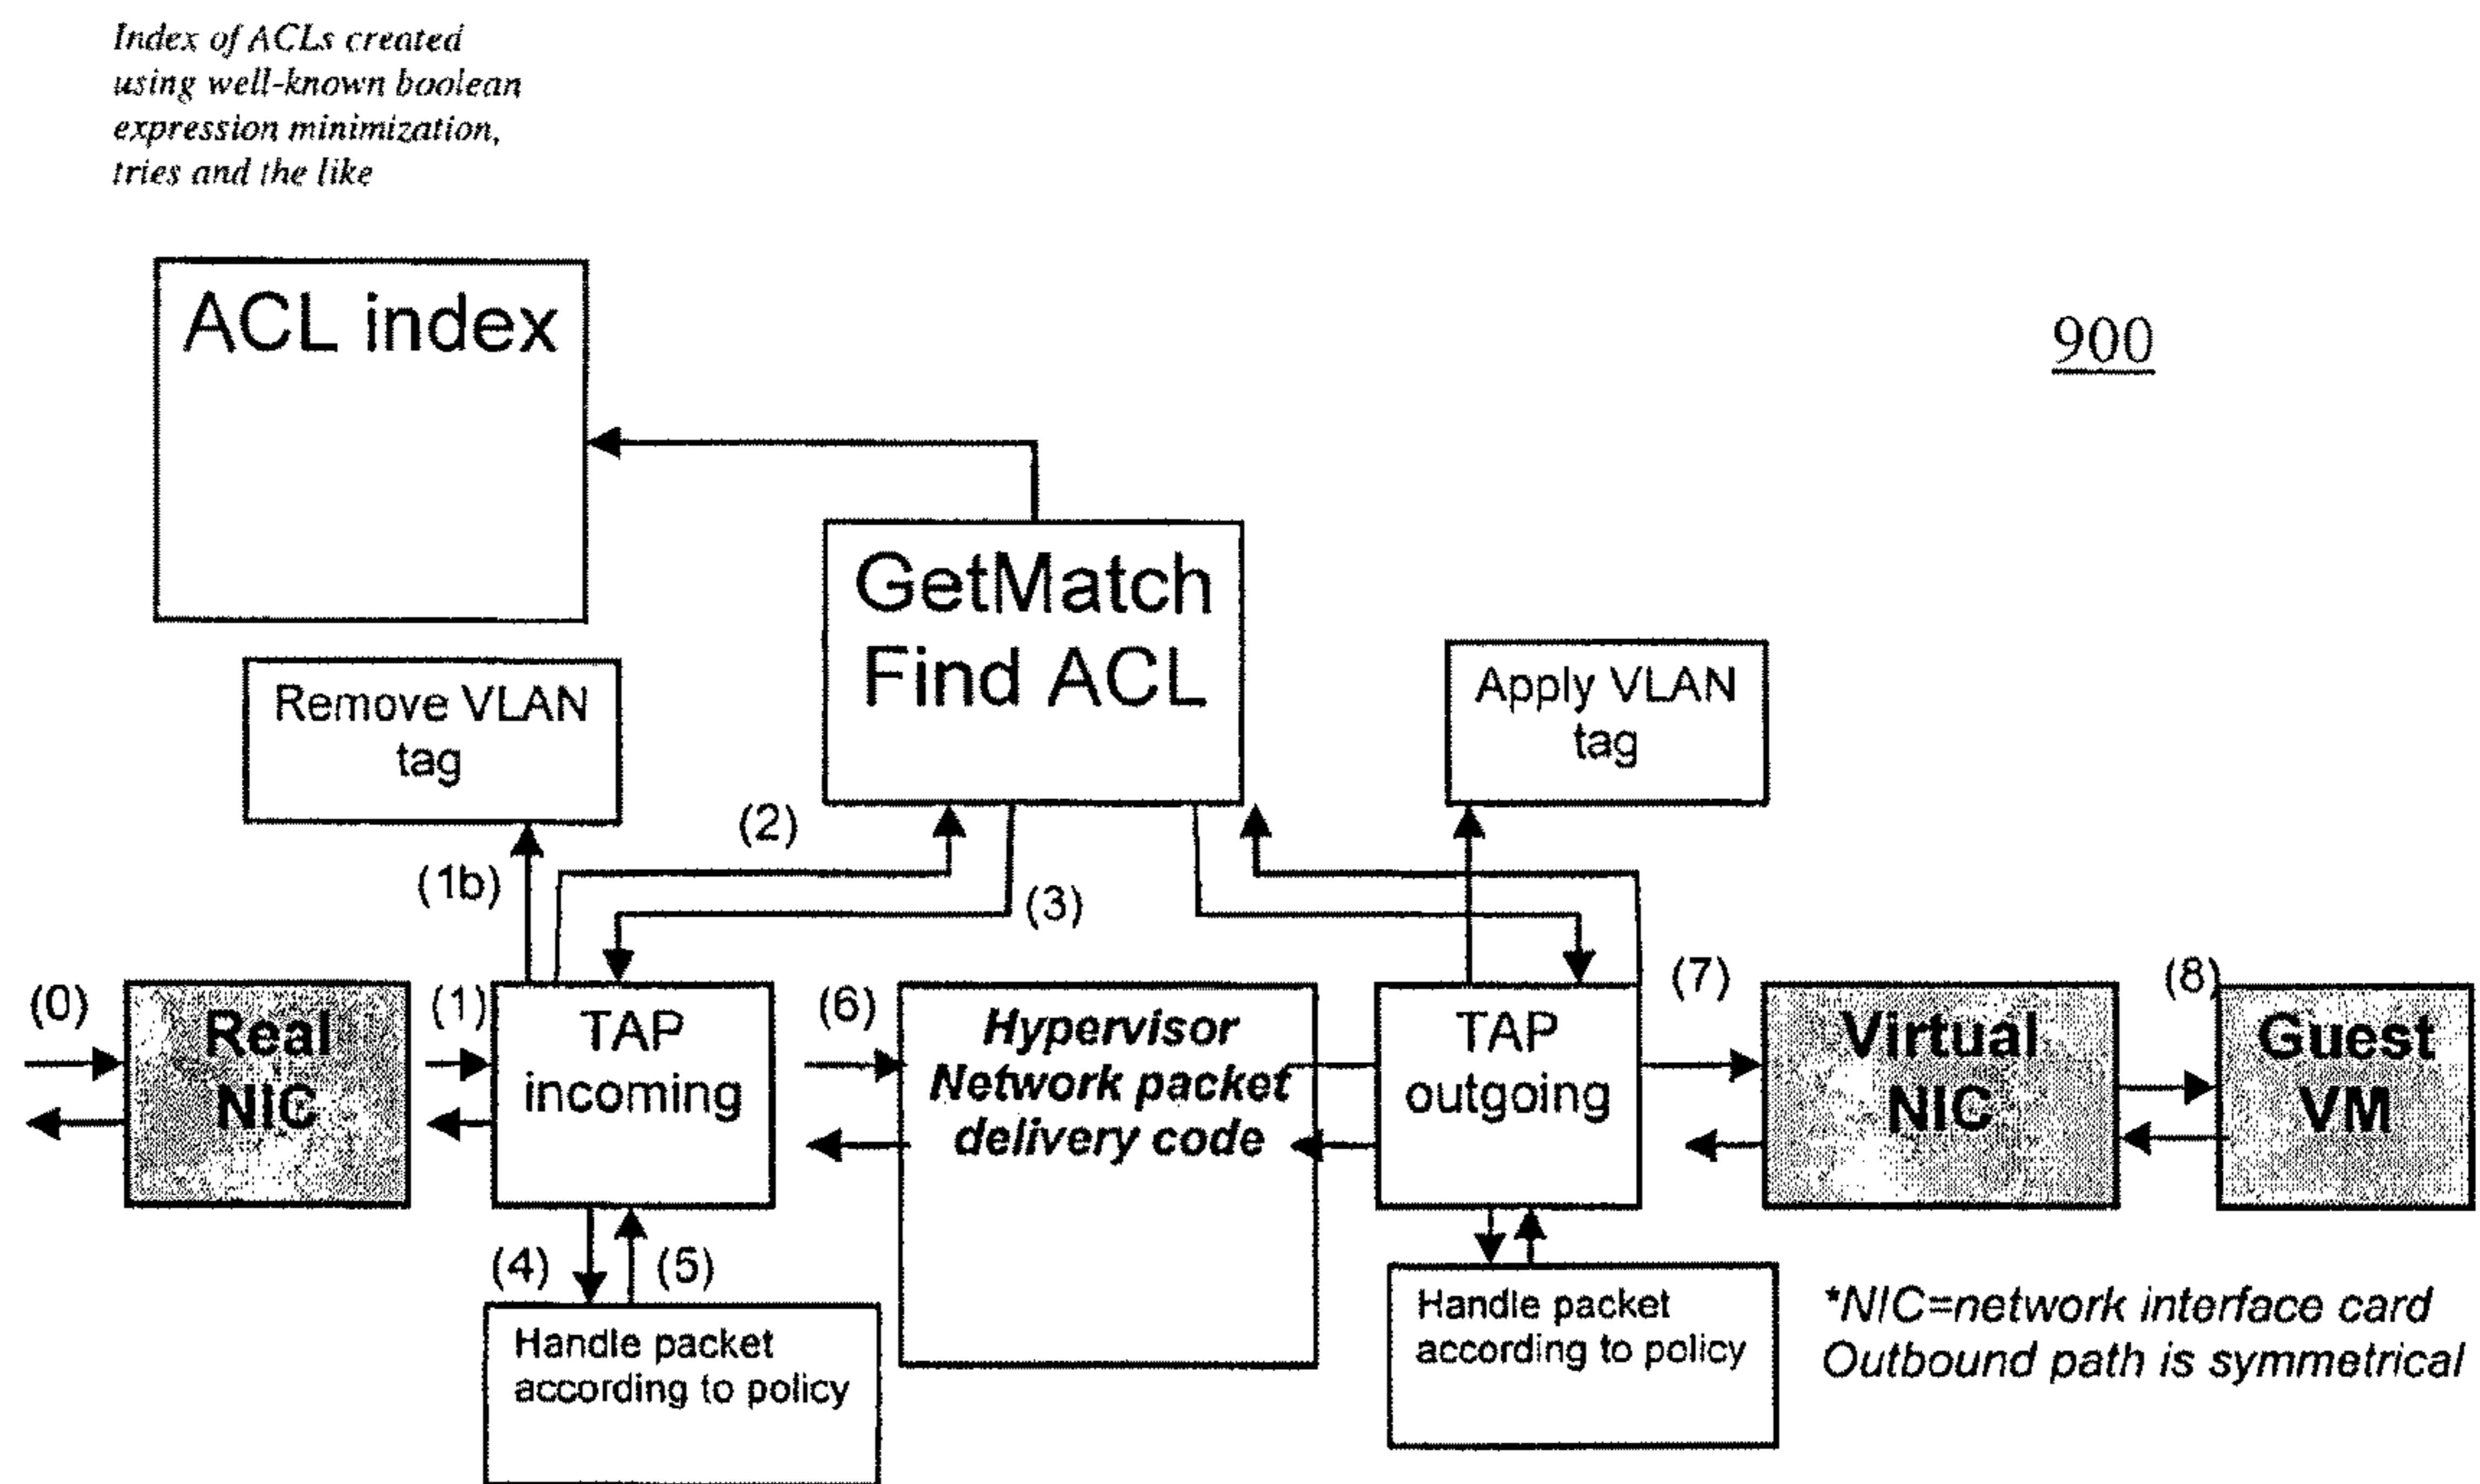 Index of ACLs created
using well-known boolean
expression minimization,
tries and the like
ACL index
900
GetMatch
Find ACL
Remove VLAN
tag
Apply VLAN
tag
(2)
(1b)
(3)
(0)
Real
NIC
(1)
TAP
incoming
(6)
Hypervisor
Network packet
delivery code
TAP
outgoing
(7)
Virtual
NIC
(8)
Guest
VM
(4)
(5)
Handle packet
according to policy
Handle packet
according to policy
*NIC=network interface card
Outbound path is symmetrical